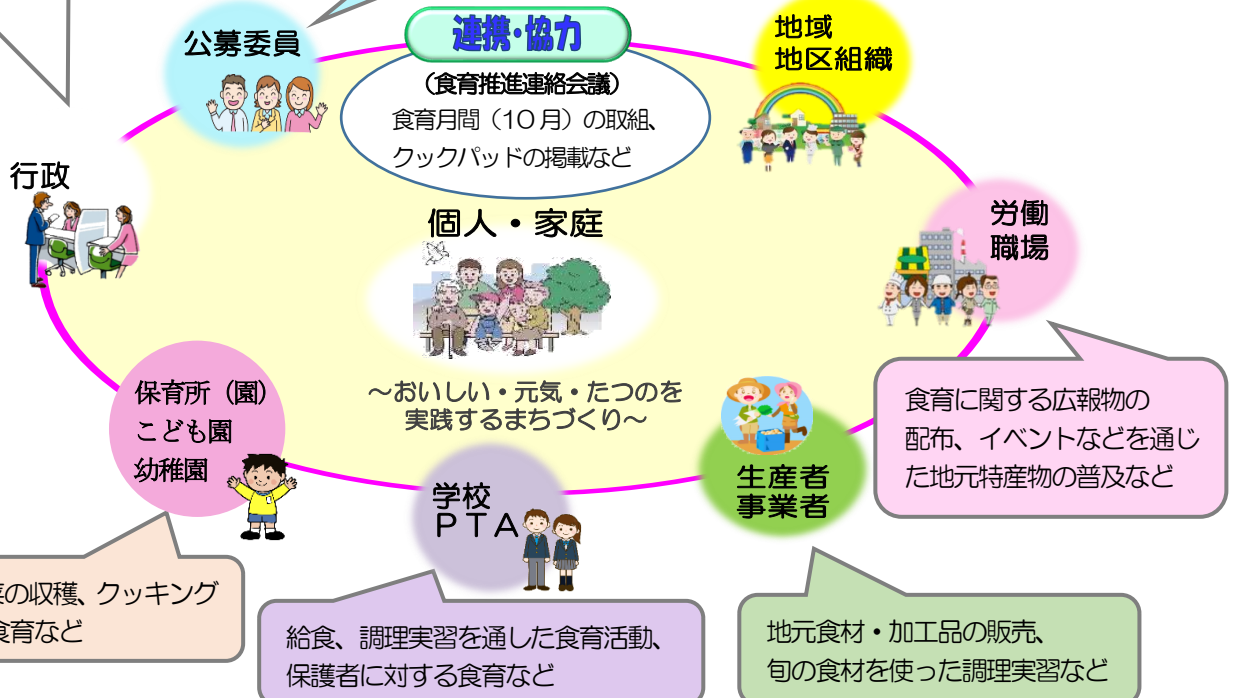 連携・協力
(食育推進連絡会議)
食育月間(10月)の取組、
クックパッドの掲載など
公募委員
地域
地区組織
行政
労働
職場
個人・家庭
~おいしい・元気・たつのを
実践するまちづくり~
保育所(園)
こども園
幼稚園
学校
PTA
生産者
事業者
食育に関する広報物の
配布、イベントなどを通じ
た地元特産物の普及など
の収穫、クッキング
食育など
給食、調理実習を通した食育活動、
保護者に対する食育など
地元食材・加工品の販売、
旬の食材を使った調理実習など